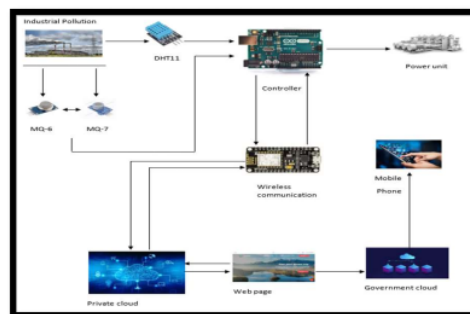 Industrial Pollution
DHT11
Controller
Power unit
MQ-6
MQ-7
Wireless
communication
Mobile
Phone
Private cloud
Web page
Government cloud